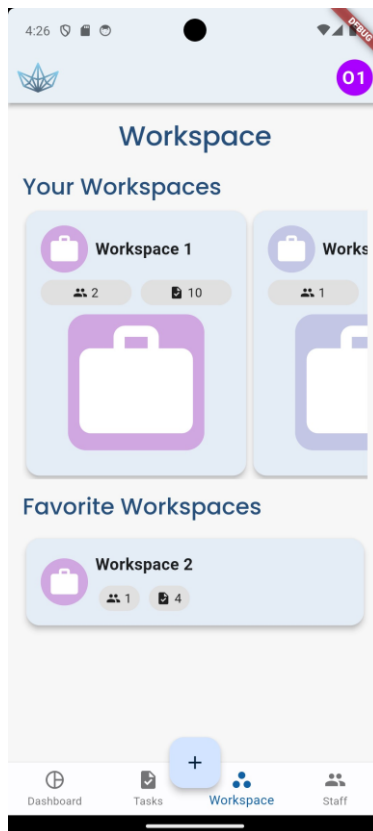 4:26
DEBUG
01
Workspace
Your Workspaces
Workspace 1
Works
2
10
1
Favorite Workspaces
Workspace 2
1
4
+
Dashboard
Tasks
Workspace
Staff